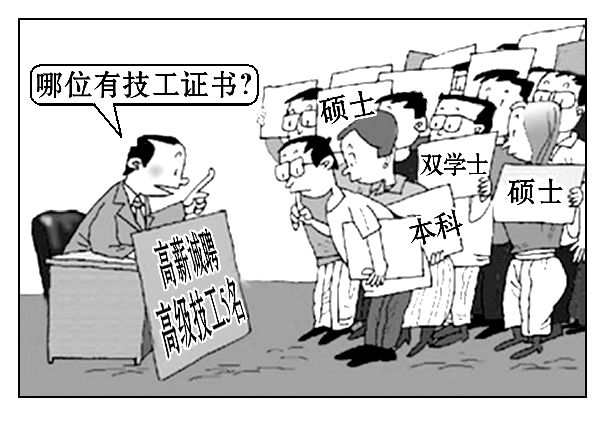 哪位有技工证书?
高薪诚聘
高级技工5名
硕士
双学士
硕士
本科